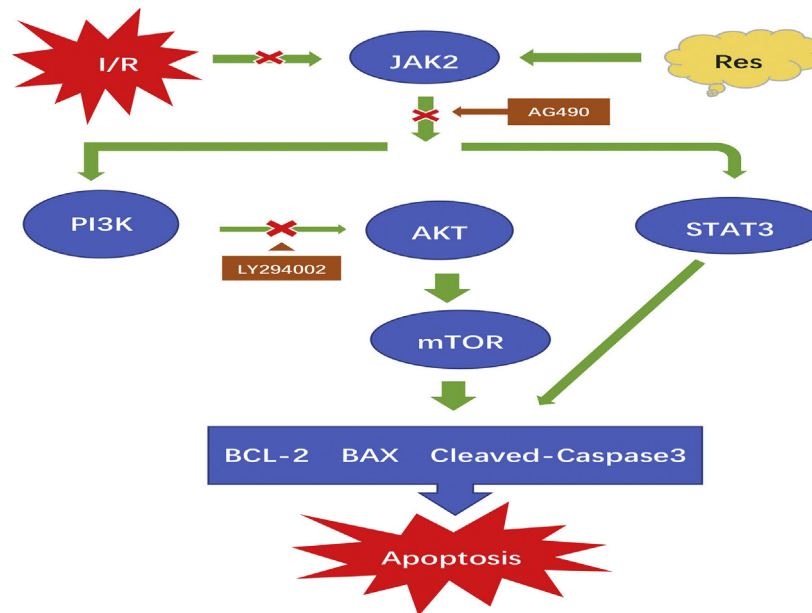 I/R
JAK2
Res
AG490
PI3K
AKT
STAT3
LY294002
mTOR
BCL-2 BAX Cleaved-Caspase3
Apoptosis